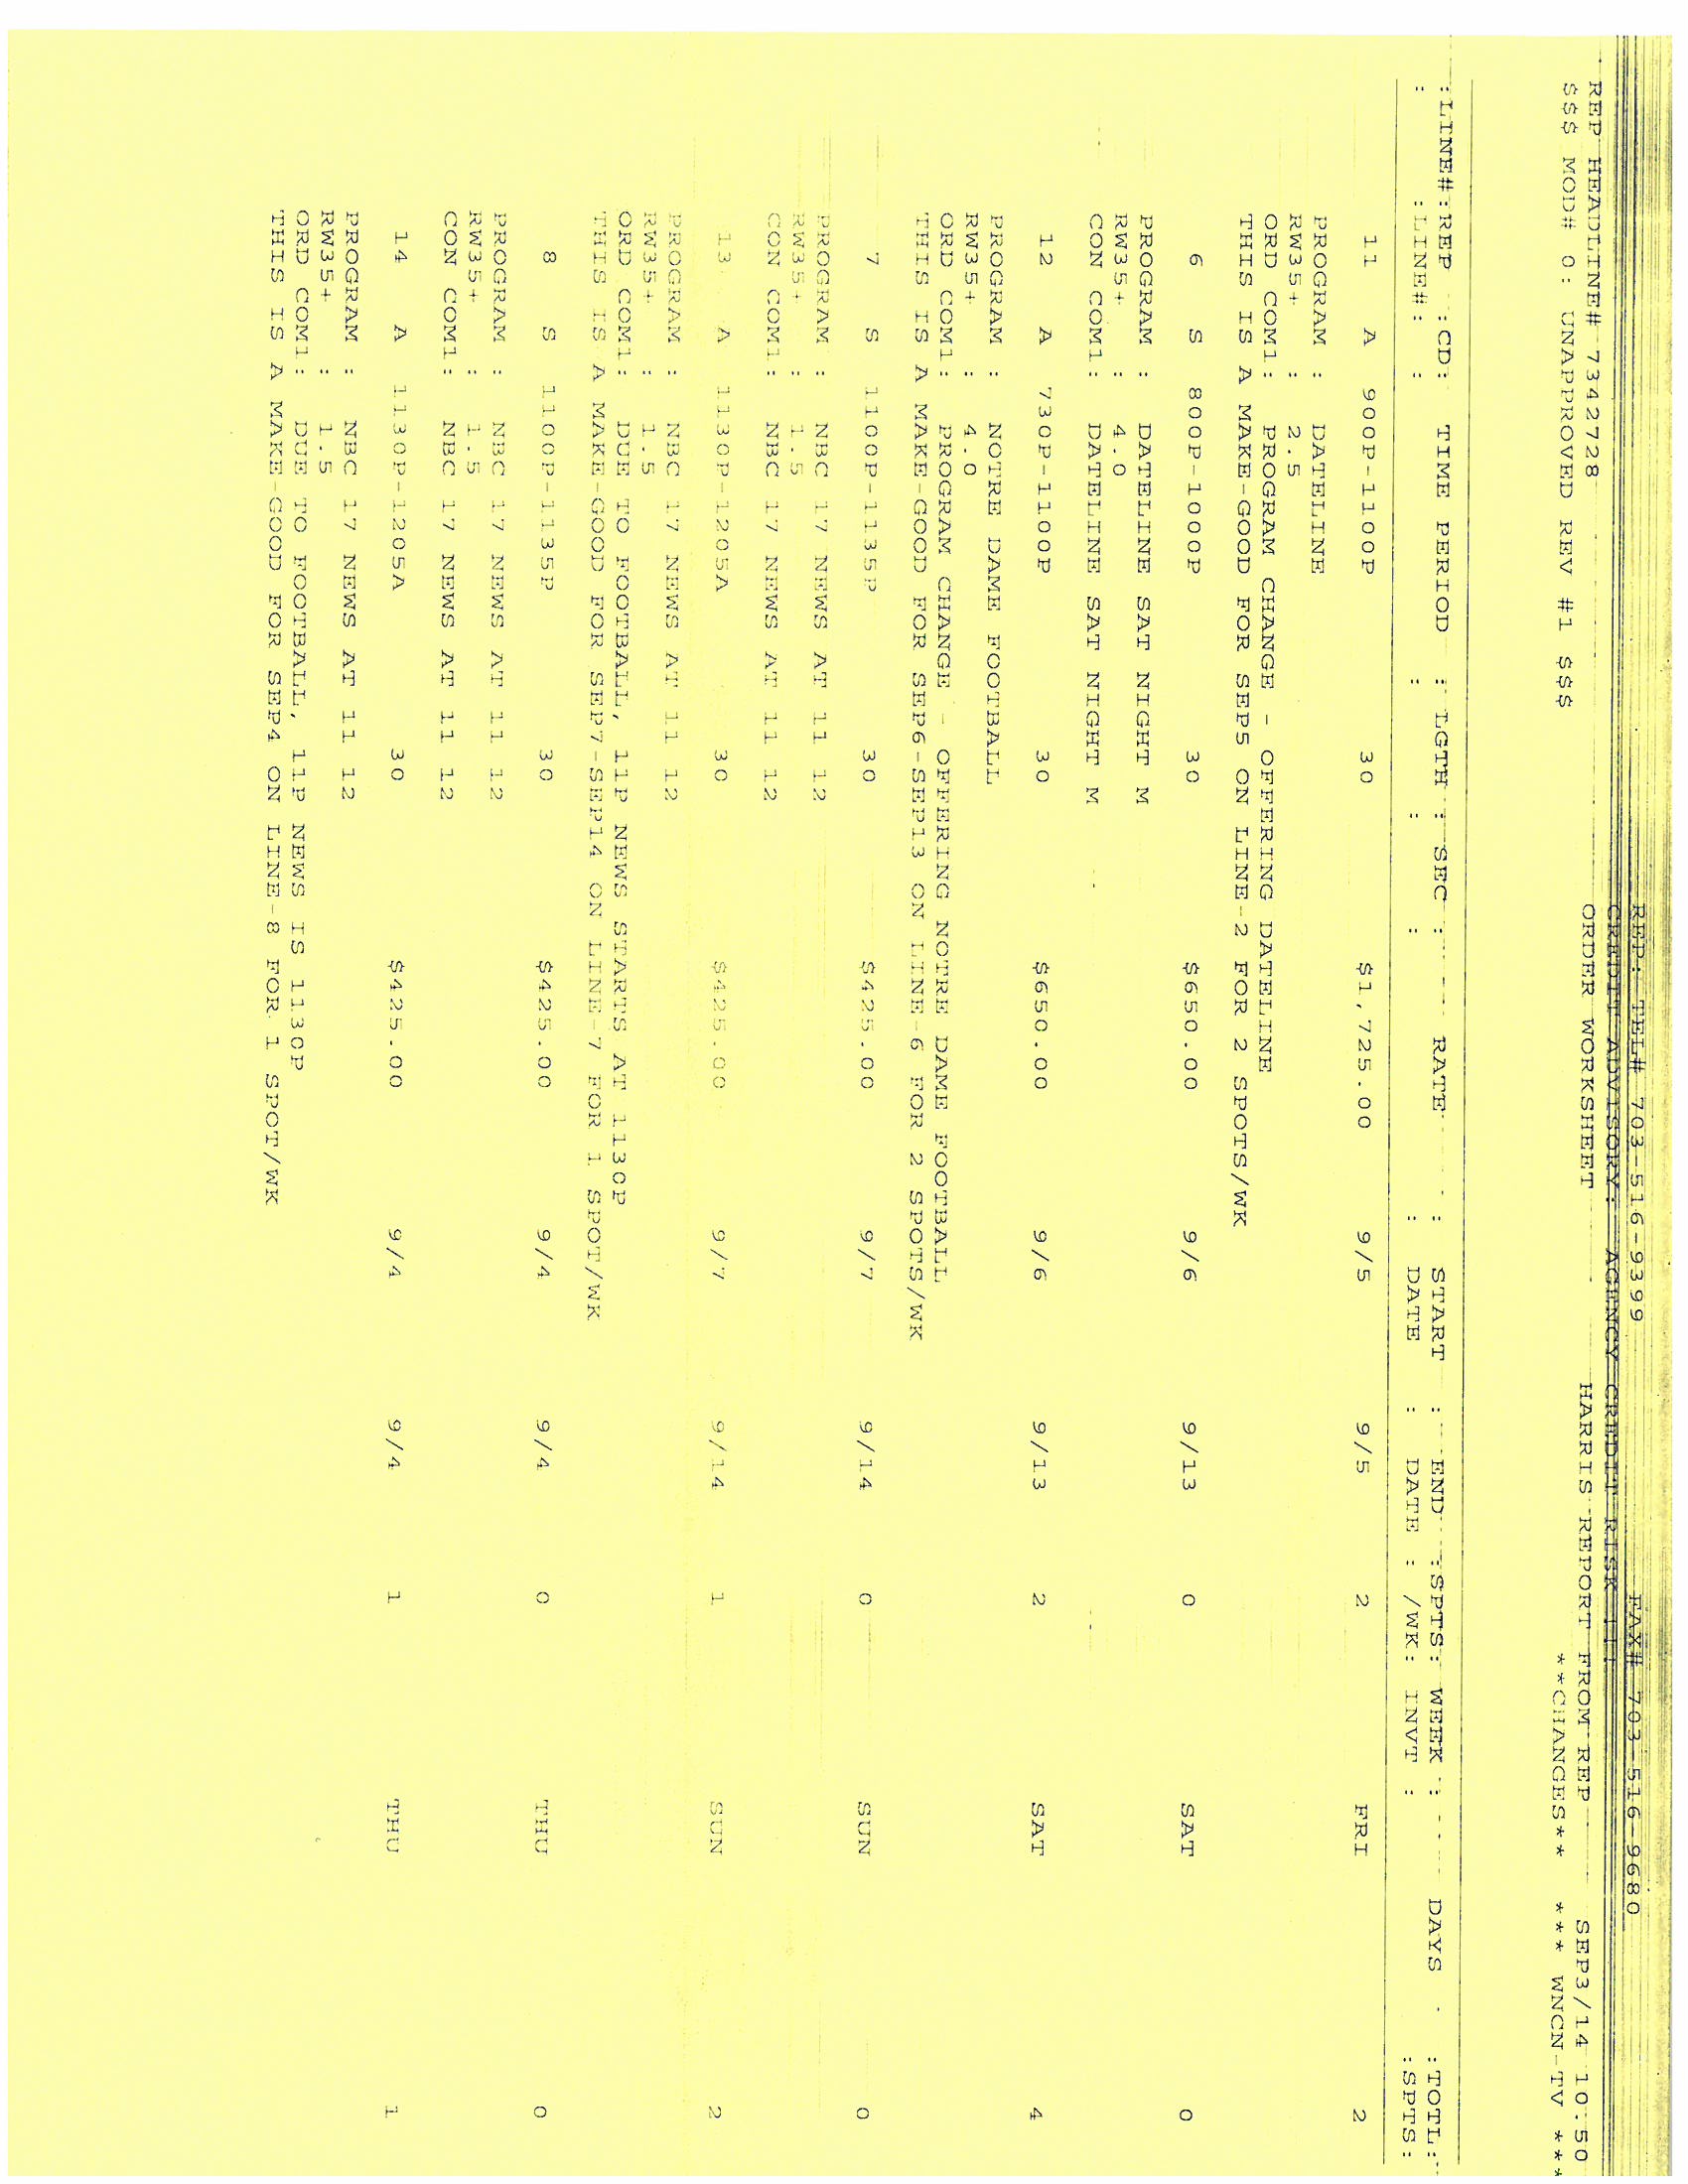 REP: TEL# 703-516-9399 FAX# 703-516-9680
CREDIT ADVISORY: AGENCY CREDIT RISK
REP HEADLINE# 7342728 ORDER WORKSHEET HARRIS REPORT FROM REP SEP3/14 10:50
$$$ MOD# 0: UNAPPROVED REV #1 $$$ **CHANGES** *** WNCN-TV ***
:LINE#:REP :CD: TIME PERIOD : LGTH : SEC : RATE : START : END :SPTS: WEEK : DAYS :TOTL:
: :LINE#: : : : : : DATE : DATE : /WK: INVT : :SPTS:
11 A 900P-1100P 30 $1,725.00 9/5 9/5 2 FRI 2
PROGRAM : DATELINE
RW35+ : 2.5
ORD COM1: PROGRAM CHANGE - OFFERING DATELINE
THIS IS A MAKE-GOOD FOR SEP5 ON LINE-2 FOR 2 SPOTS/WK
6 S 800P-1000P 30 $650.00 9/6 9/13 0 SAT 0
PROGRAM : DATELINE SAT NIGHT M
RW35+ : 4.0
CON COM1: DATELINE SAT NIGHT M
12 A 730P-1100P 30 $650.00 9/6 9/13 2 SAT 4
PROGRAM : NOTRE DAME FOOTBALL
RW35+ : 4.0
ORD COM1: PROGRAM CHANGE - OFFERING NOTRE DAME FOOTBALL
THIS IS A MAKE-GOOD FOR SEP6-SEP13 ON LINE-6 FOR 2 SPOTS/WK
7 S 1100P-1135P 30 $425.00 9/7 9/14 0 SUN 0
PROGRAM : NBC 17 NEWS AT 11 12
RW35+ : 1.5
CON COM1: NBC 17 NEWS AT 11 12
13 A 1130P-1205A 30 $425.00 9/7 9/14 1 SUN 2
PROGRAM : NBC 17 NEWS AT 11 12
RW35+ : 1.5
ORD COM1: DUE TO FOOTBALL, 11P NEWS STARTS AT 1130P
THIS IS A MAKE-GOOD FOR SEP7-SEP14 ON LINE-7 FOR 1 SPOT/WK
8 S 1100P-1135P 30 $425.00 9/4 9/4 0 THU 0
PROGRAM : NBC 17 NEWS AT 11 12
RW35+ : 1.5
CON COM1: NBC 17 NEWS AT 11 12
14 A 1130P-1205A 30 $425.00 9/4 9/4 1 THU 1
PROGRAM : NBC 17 NEWS AT 11 12
RW35+ : 1.5
ORD COM1: DUE TO FOOTBALL, 11P NEWS IS 1130P
THIS IS A MAKE-GOOD FOR SEP4 ON LINE-8 FOR 1 SPOT/WK